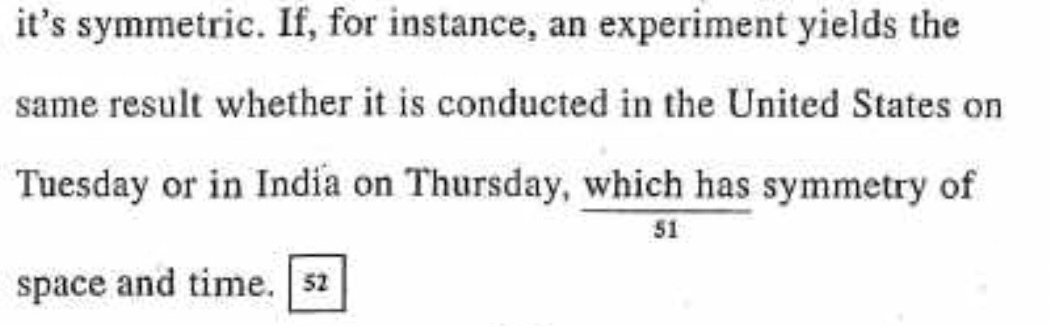 it's symmetric. If, for instance, an experiment yields the
same result whether it is conducted in the United States on
Tuesday or in India on Thursday, which has symmetry of
51
space and time. 52